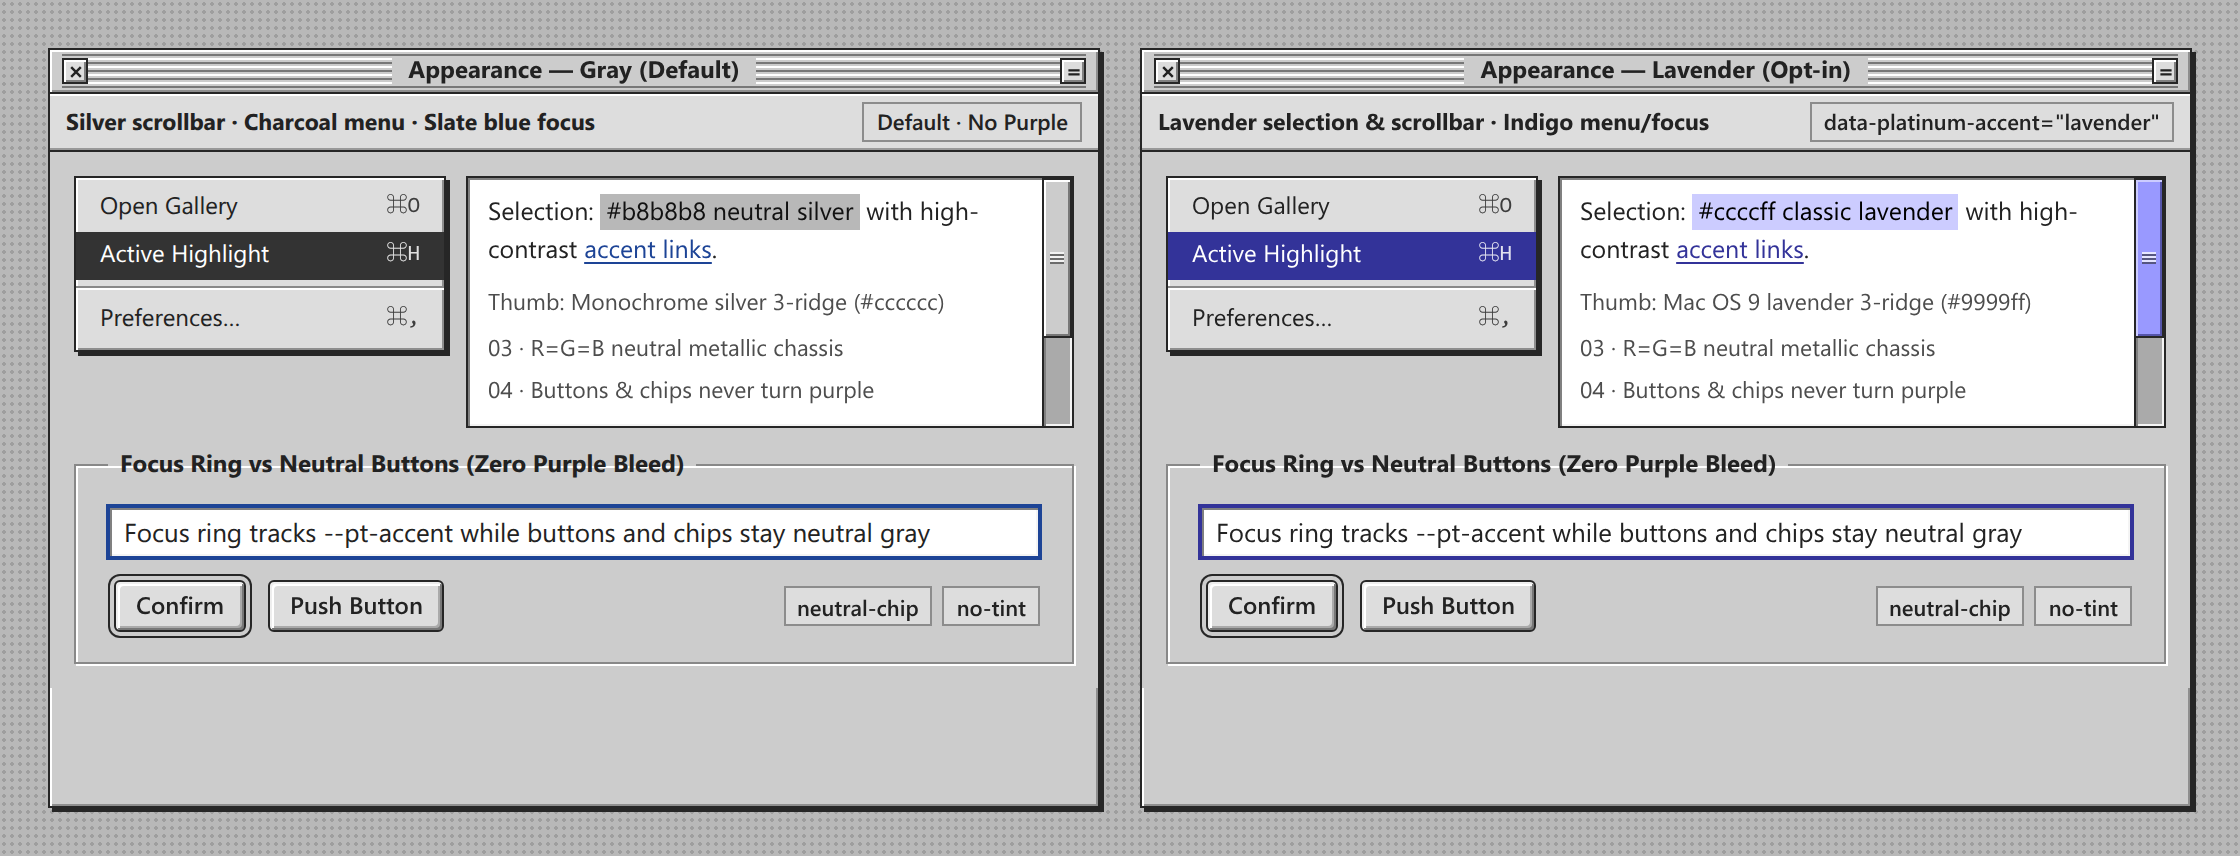 Appearance — Gray (Default)
Silver scrollbar · Charcoal menu · Slate blue focus
Default · No Purple
Open Gallery ⌘O
Active Highlight ⌘H
Preferences... ⌘,
Selection: #b8b8b8 neutral silver with high-
contrast accent links.
Thumb: Monochrome silver 3-ridge (#cccccc)
03 · R=G=B neutral metallic chassis
04 · Buttons & chips never turn purple
Focus Ring vs Neutral Buttons (Zero Purple Bleed)
Focus ring tracks --pt-accent while buttons and chips stay neutral gray
Confirm
Push Button
neutral-chip
no-tint
Appearance — Lavender (Opt-in)
Lavender selection & scrollbar · Indigo menu/focus
data-platinum-accent="lavender"
Open Gallery ⌘O
Active Highlight ⌘H
Preferences... ⌘,
Selection: #ccccff classic lavender with high-
contrast accent links.
Thumb: Mac OS 9 lavender 3-ridge (#9999ff)
03 · R=G=B neutral metallic chassis
04 · Buttons & chips never turn purple
Focus Ring vs Neutral Buttons (Zero Purple Bleed)
Focus ring tracks --pt-accent while buttons and chips stay neutral gray
Confirm
Push Button
neutral-chip
no-tint